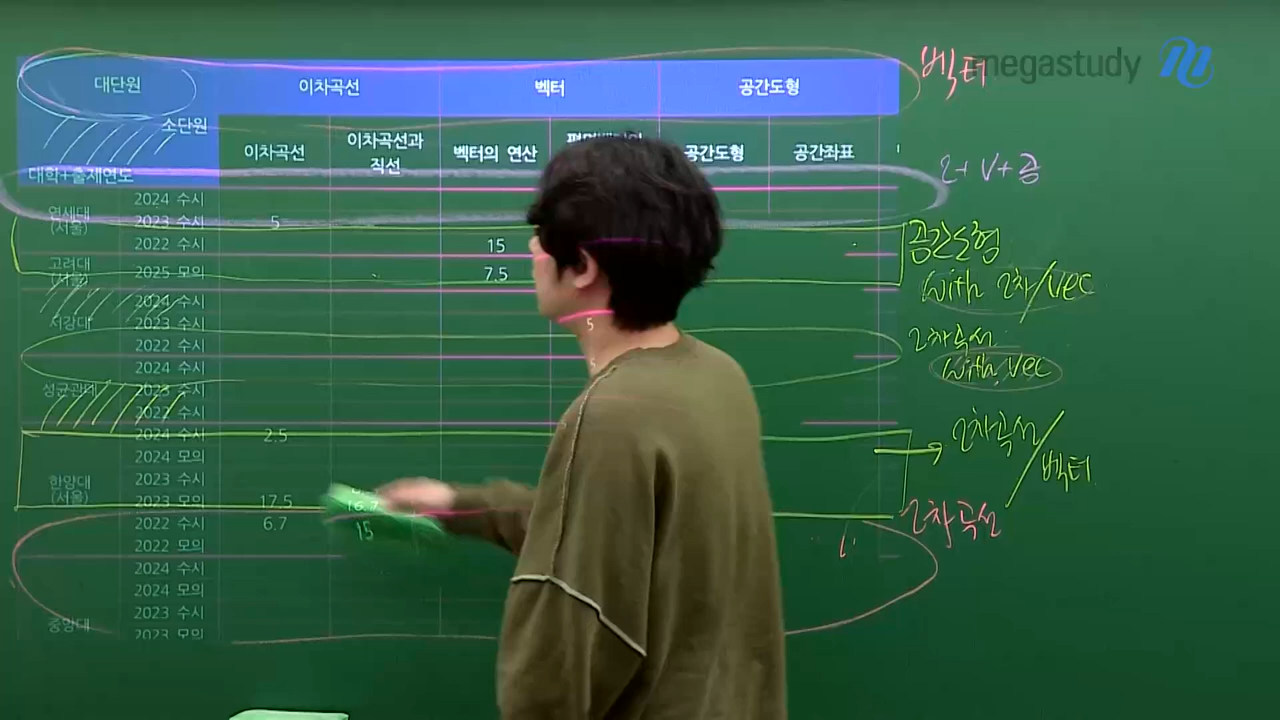 megastudy
벡터
대단원 이차곡선 벡터 공간도형
소단원
이차곡선 이차곡선과 직선 벡터의 연산 공간도형 공간좌표
대학+출제연도
2024 수시
연세대 (서울) 2023 수시 5
2022 수시 15
고려대 (서울) 2025 모의 7.5
2024 수시
서강대 2023 수시 5
2022 수시
2024 수시 5
성균관대 2023 수시
2022 수시
2024 수시 2.5
2024 모의
한양대 (서울) 2023 수시
2023 모의 17.5 16.7
2022 수시 6.7 15
2022 모의
2024 수시
2024 모의
2023 수시
중앙대 2023 모의
공간도형
with 2차/vec
2차곡선
with vec
2차곡선/벡터
2차곡선